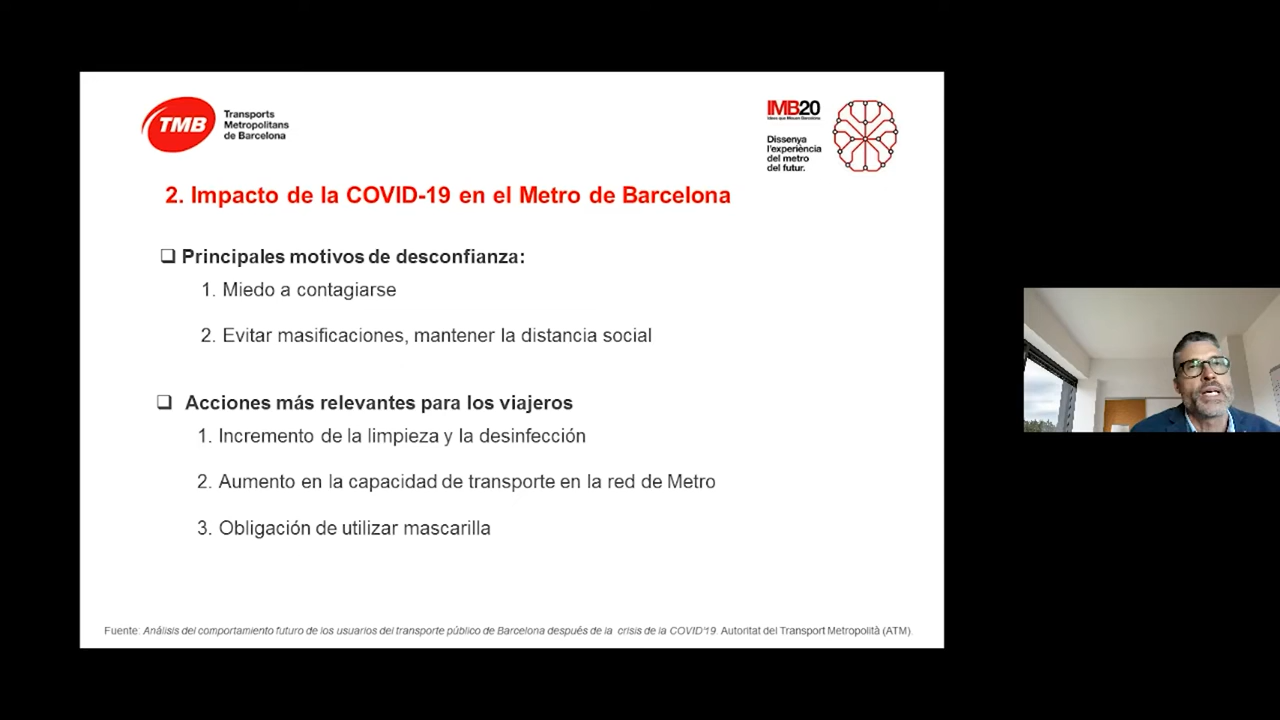 TMB
Transports
Metropolitans
de Barcelona
IMB20
Dissenya
l'experiència
del metro
del futur.
2. Impacto de la COVID-19 en el Metro de Barcelona
❑ Principales motivos de desconfianza:
1. Miedo a contagiarse
2. Evitar masificaciones, mantener la distancia social
❑ Acciones más relevantes para los viajeros
1. Incremento de la limpieza y la desinfección
2. Aumento en la capacidad de transporte en la red de Metro
3. Obligación de utilizar mascarilla
Fuente: Análisis del comportamiento futuro de los usuarios del transporte público de Barcelona después de la crisis de la COVID'19. Autoritat del Transport Metropolità (ATM).